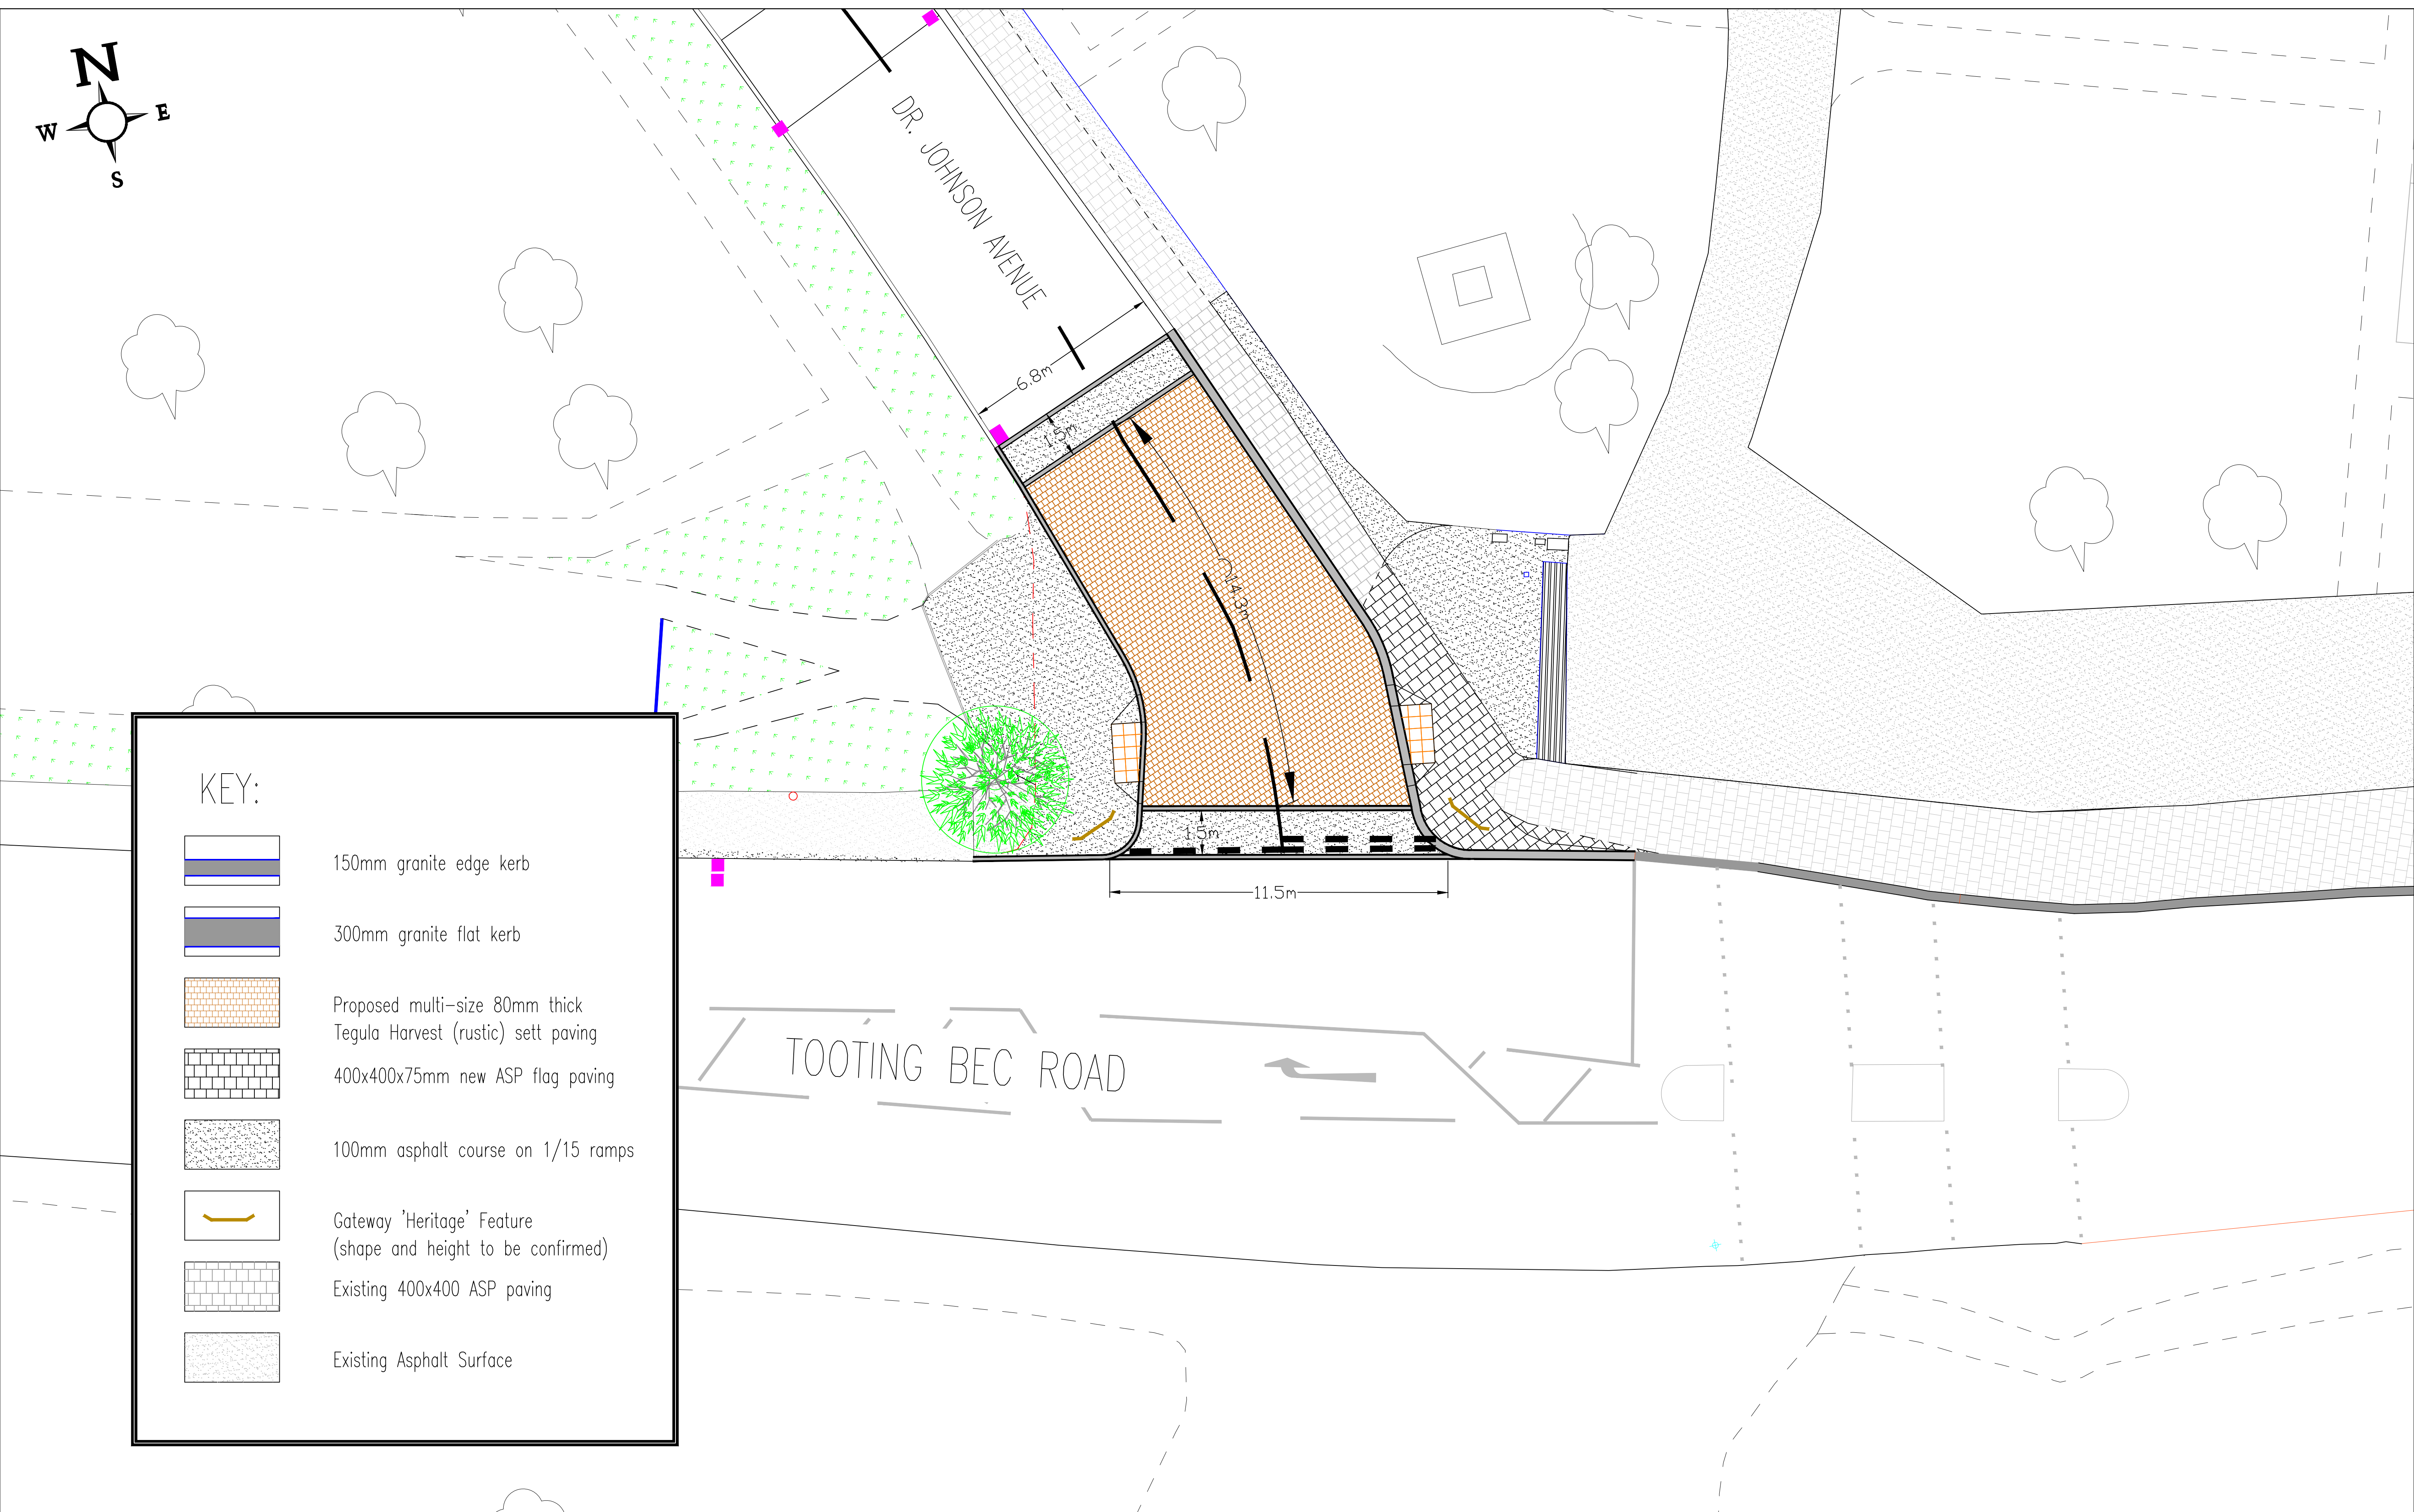 N
W
E
S
DR. JOHNSON AVENUE
6.8m
1.5m
14.3m
1.5m
11.5m
TOOTING BEC ROAD
KEY:
150mm granite edge kerb
300mm granite flat kerb
Proposed multi-size 80mm thick
Tegula Harvest (rustic) sett paving
400x400x75mm new ASP flag paving
100mm asphalt course on 1/15 ramps
Gateway 'Heritage' Feature
(shape and height to be confirmed)
Existing 400x400 ASP paving
Existing Asphalt Surface